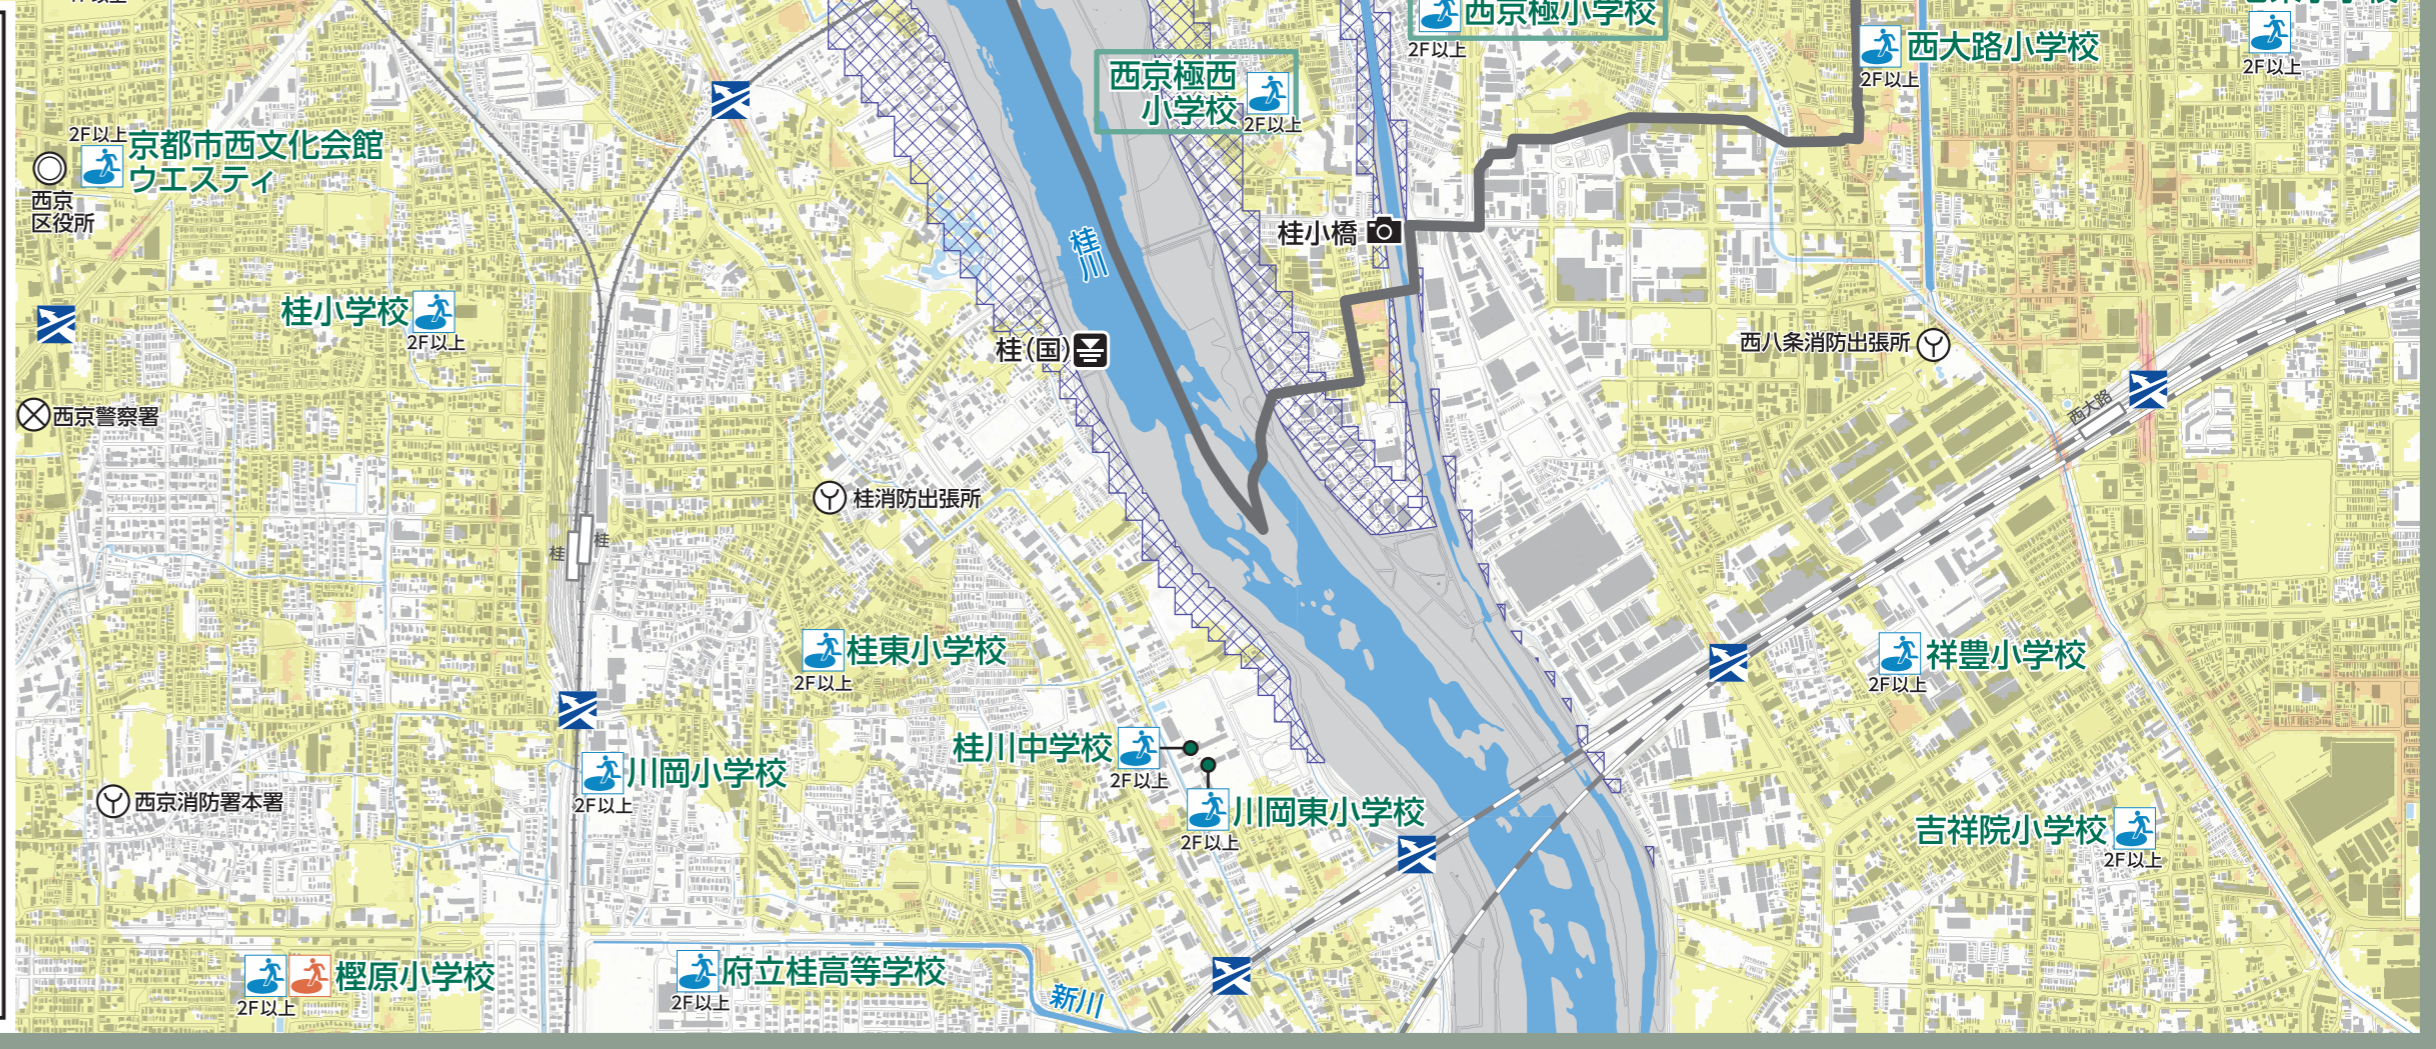 西京極小学校
2F以上
西大路小学校
2F以上
2F以上
西京極西
小学校
2F以上
2F以上
京都市西文化会館
ウエスティ
西京
区役所
桂川
桂小橋
桂小学校
2F以上
桂（国）
西八条消防出張所
西大路
西京警察署
桂消防出張所
桂
桂
桂東小学校
2F以上
祥豊小学校
2F以上
桂川中学校
2F以上
川岡小学校
2F以上
西京消防署本署
川岡東小学校
2F以上
吉祥院小学校
2F以上
樫原小学校
2F以上
府立桂高等学校
2F以上
新川